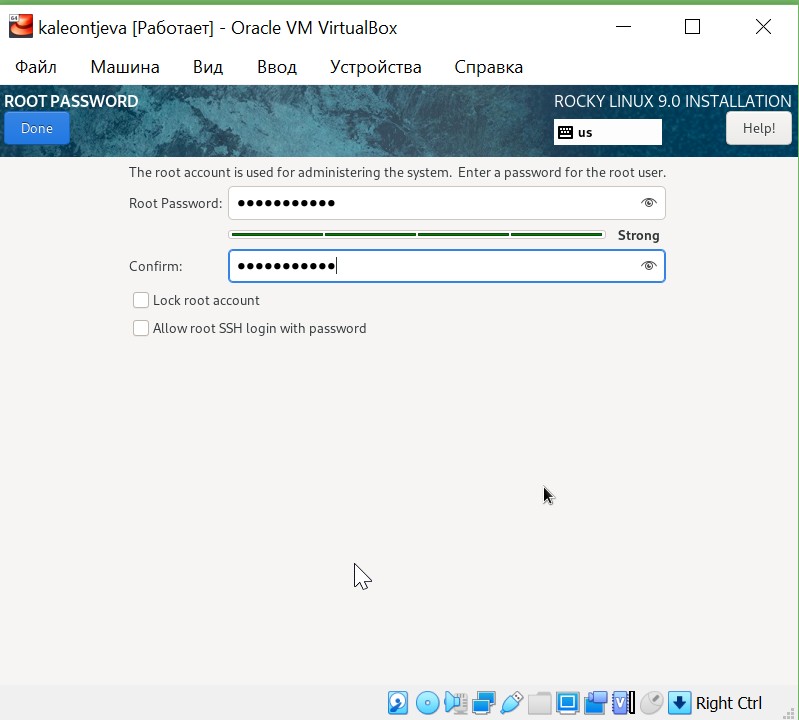 kaleontjeva [Работает] - Oracle VM VirtualBox
Файл Машина Вид Ввод Устройства Справка
ROOT PASSWORD
ROCKY LINUX 9.0 INSTALLATION
Done
us
Help!
The root account is used for administering the system. Enter a password for the root user.
Root Password: ●●●●●●●●●●●
Strong
Confirm: ●●●●●●●●●●●
Lock root account
Allow root SSH login with password
Right Ctrl